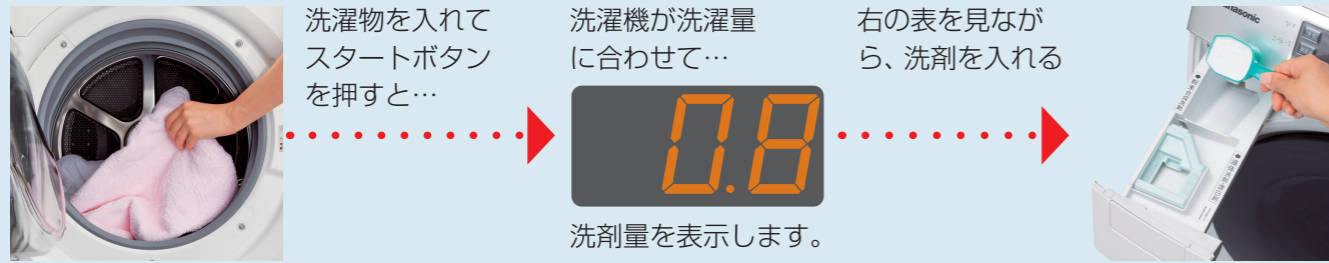 洗濯物を入れて
スタートボタン
を押すと…
洗濯機が洗濯量
に合わせて…
0.8
洗剤量を表示します。
右の表を見なが
ら、洗剤を入れる
Panasonic